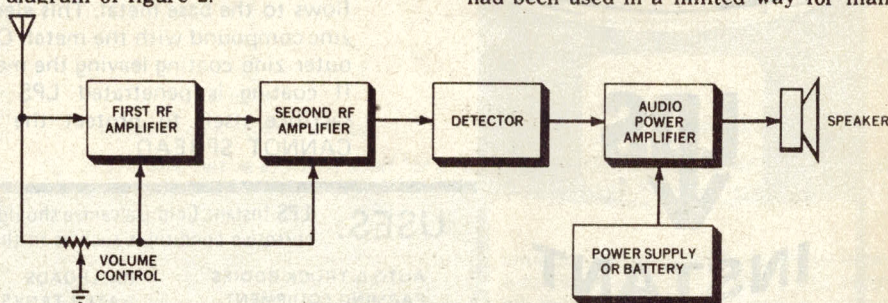 diagram of figure 2.
had been used in a limited way for man
FIRST RF
AMPLIFIER
SECOND RF
AMPLIFIER
DETECTOR
AUDIO
POWER
AMPLIFIER
SPEAKER
VOLUME
CONTROL
POWER SUPPLY
OR BATTERY